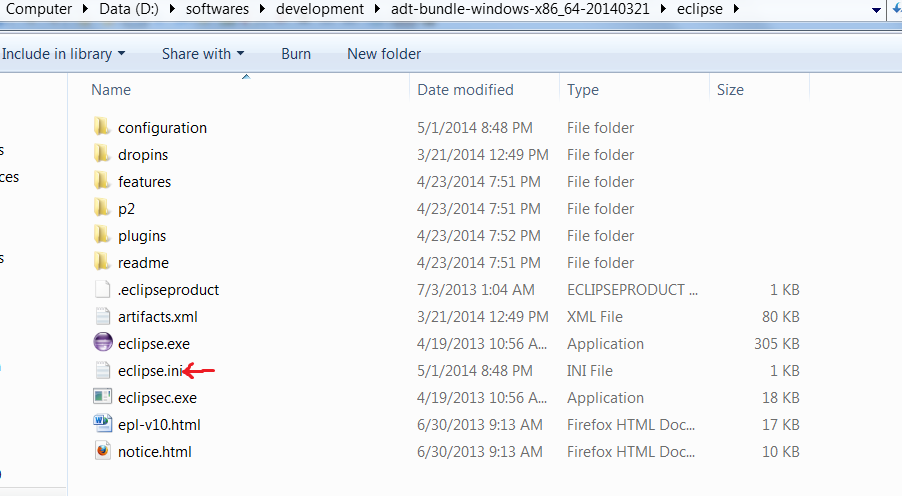 Computer Data (D:) softwares development adt-bundle-windows-x86_64-20140321 eclipse
Include in library Share with Burn New folder
Name Date modified Type Size
configuration 5/1/2014 8:48 PM File folder
dropins 3/21/2014 12:49 PM File folder
s
features 4/23/2014 7:51 PM File folder
ces
p2 4/23/2014 7:51 PM File folder
plugins 4/23/2014 7:52 PM File folder
s
readme 4/23/2014 7:51 PM File folder
.eclipseproduct 7/3/2013 1:04 AM ECLIPSEPRODUCT ... 1 KB
artifacts.xml 3/21/2014 12:49 PM XML File 80 KB
eclipse.exe 4/19/2013 10:56 A... Application 305 KB
eclipse.ini 5/1/2014 8:48 PM INI File 1 KB
eclipsec.exe 4/19/2013 10:56 A... Application 18 KB
epl-v10.html 6/30/2013 9:13 AM Firefox HTML Doc... 17 KB
notice.html 6/30/2013 9:13 AM Firefox HTML Doc... 10 KB